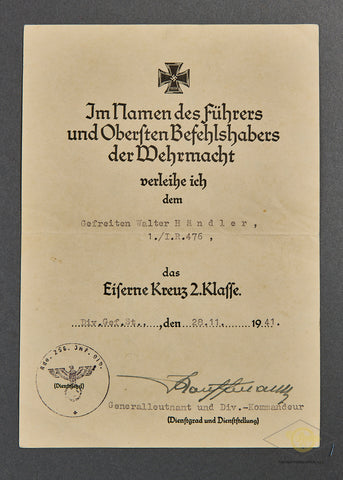 Im Namen des Führers
und Obersten Befehlshabers
der Wehrmacht
verleihe ich
dem
Gefreiten Walter Händler,
1./I.R.476,
das
Eiserne Kreuz 2.Klasse.
Div.Gef.St., den 28.11. 1941.
(Dienstsiegel)
Generalleutnant und Div.-Kommandeur
(Dienstgrad und Dienststellung)